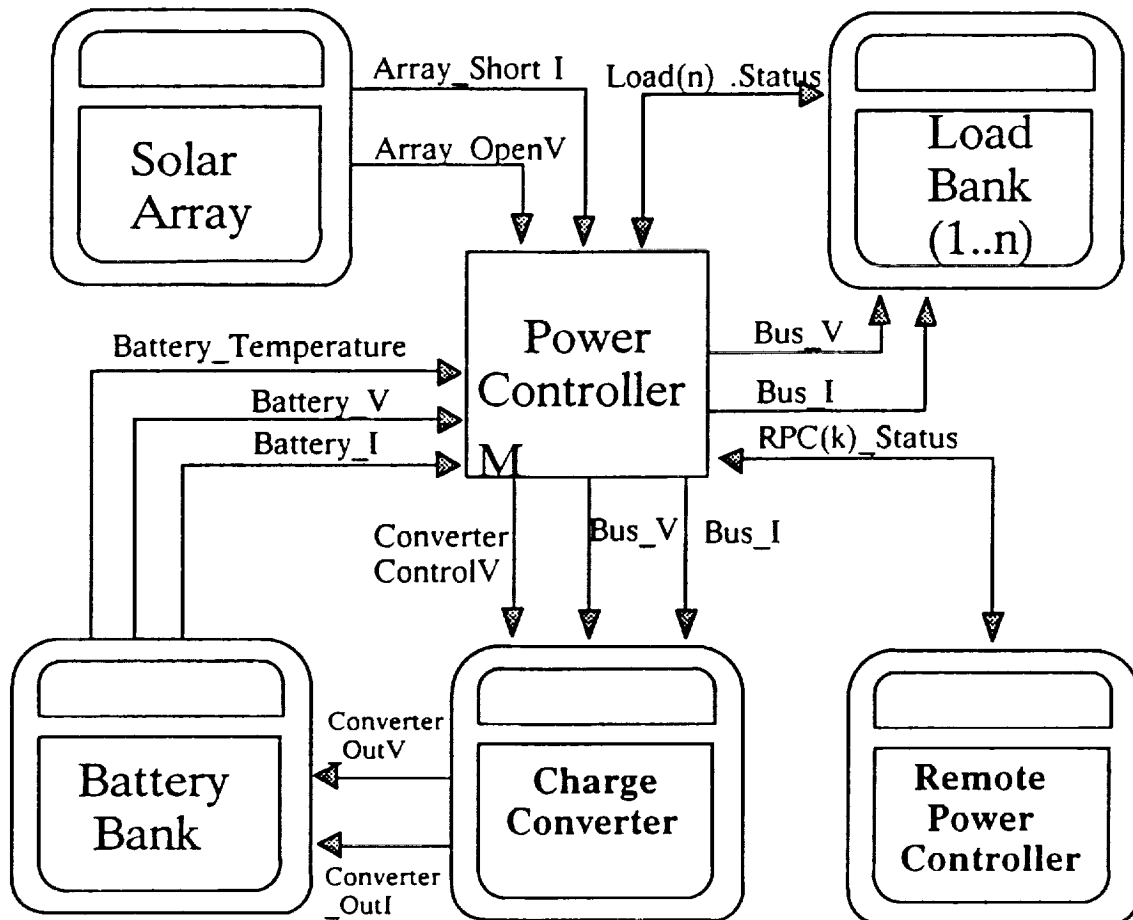 Array_Short I
Load(n) .Status
Solar
Array
Array_OpenV
Load
Bank
(1..n)
Battery_Temperature
Power
Controller
Bus_V
Battery_V
Bus_I
Battery_I
RPC(k)_Status
M
Converter
ControlV
Bus_V
Bus_I
Converter
_OutV
Battery
Bank
Charge
Converter
Remote
Power
Controller
Converter
_OutI